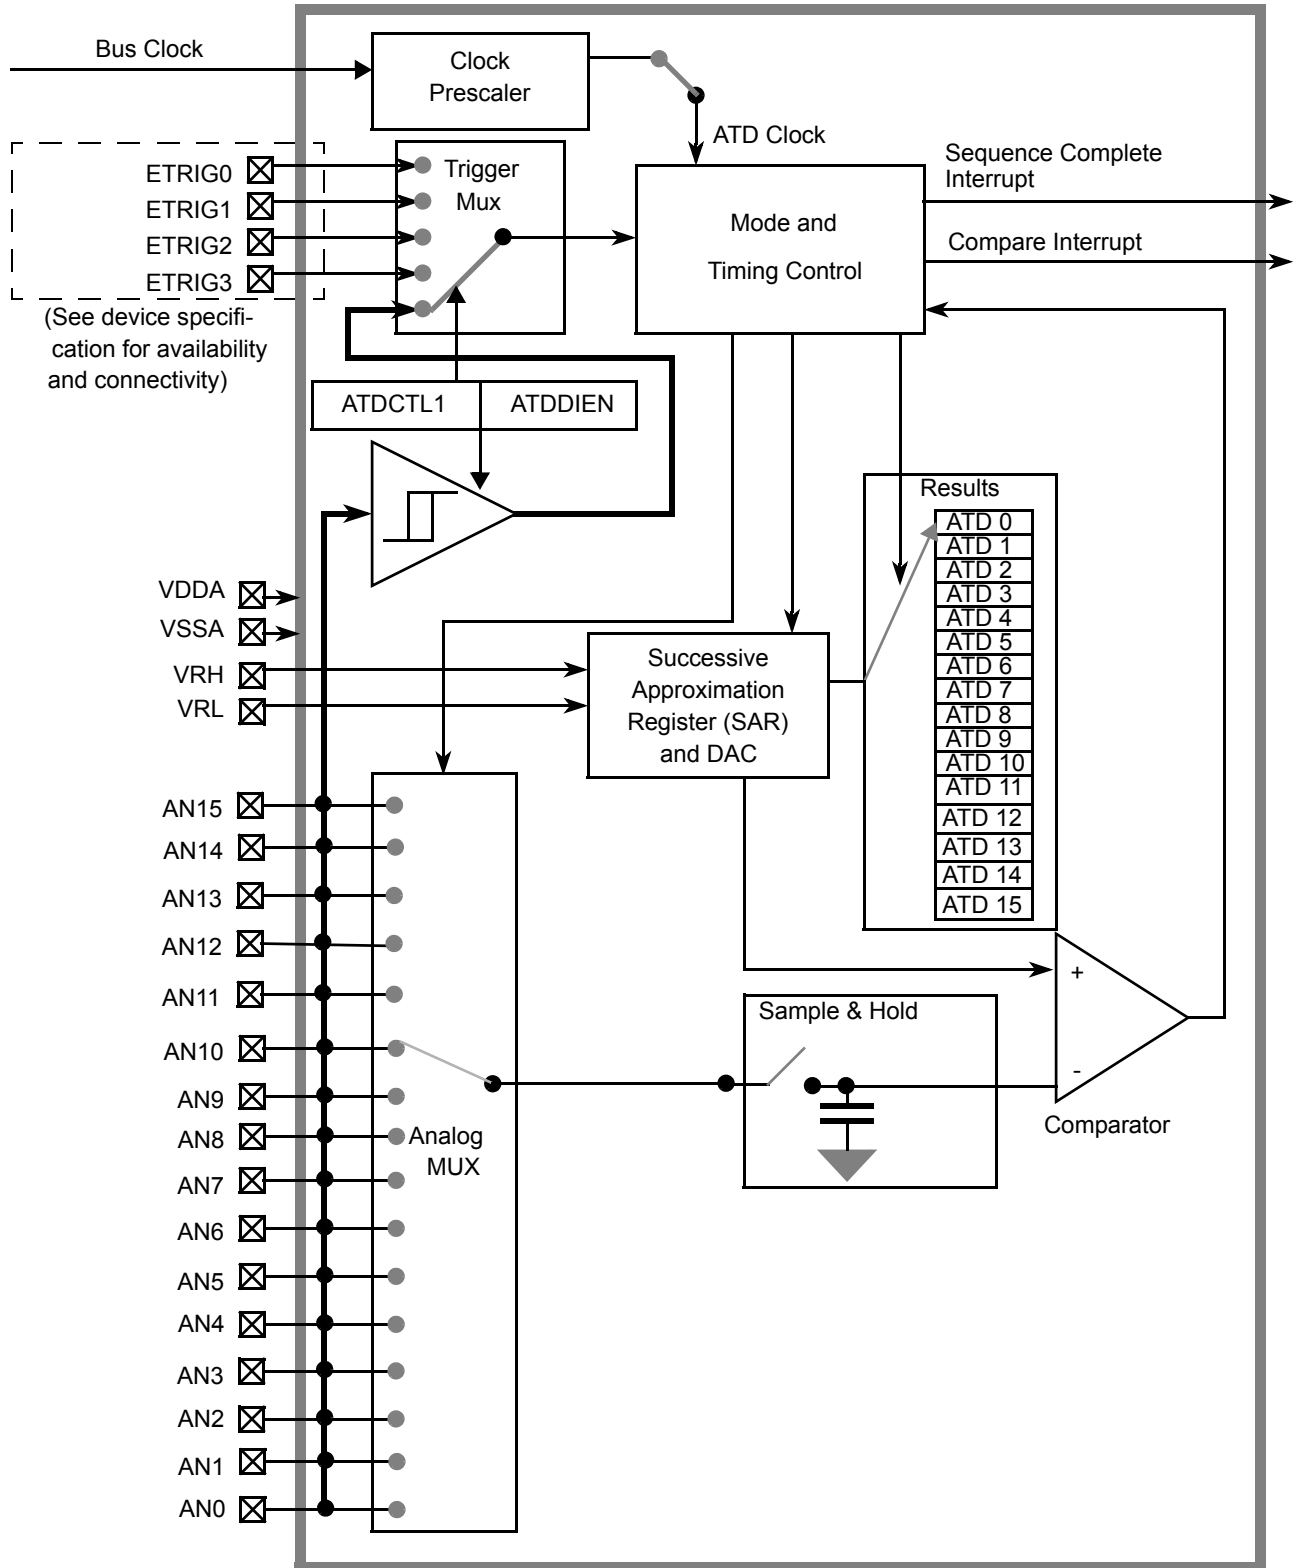 Bus Clock
Clock
Prescaler
ATD Clock
ETRIG0
ETRIG1
ETRIG2
ETRIG3
(See device specifi-
cation for availability
and connectivity)
Trigger
Mux
Mode and
Timing Control
Sequence Complete
Interrupt
Compare Interrupt
ATDCTL1
ATDDIEN
Results
ATD 0
ATD 1
ATD 2
ATD 3
ATD 4
ATD 5
ATD 6
ATD 7
ATD 8
ATD 9
ATD 10
ATD 11
ATD 12
ATD 13
ATD 14
ATD 15
VDDA
VSSA
VRH
VRL
Successive
Approximation
Register (SAR)
and DAC
AN15
AN14
AN13
AN12
AN11
AN10
AN9
AN8
AN7
AN6
AN5
AN4
AN3
AN2
AN1
AN0
Analog
MUX
Sample & Hold
+
-
Comparator